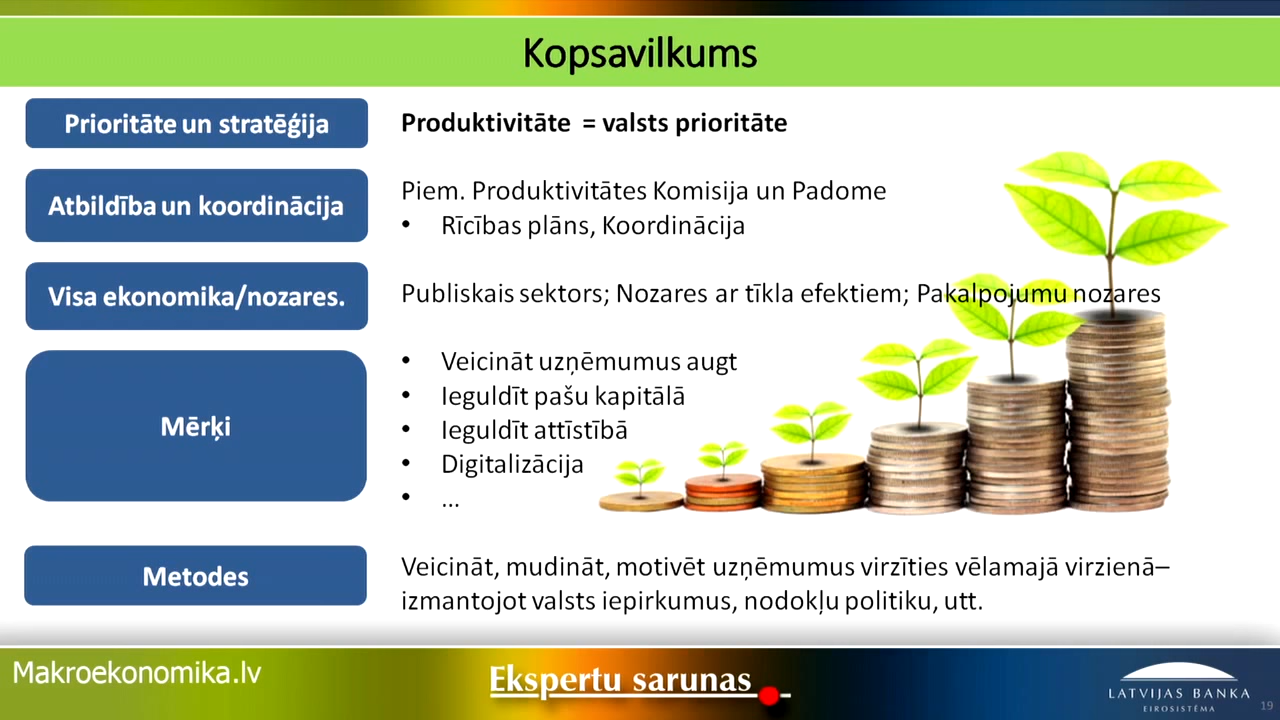 Kopsavilkums
Prioritāte un stratēģija
Produktivitāte = valsts prioritāte
Atbildība un koordinācija
Piem. Produktivitātes Komisija un Padome
• Rīcības plāns, Koordinācija
Visa ekonomika/nozares.
Publiskais sektors; Nozares ar tīkla efektiem; Pakalpojumu nozares
Mērķi
• Veicināt uzņēmumus augt
• Ieguldīt pašu kapitālā
• Ieguldīt attīstībā
• Digitalizācija
• ...
Metodes
Veicināt, mudināt, motivēt uzņēmumus virzīties vēlamajā virzienā–
izmantojot valsts iepirkumus, nodokļu politiku, utt.
Makroekonomika.lv
Ekspertu sarunas
LATVIJAS BANKA
EIROSISTĒMA
19